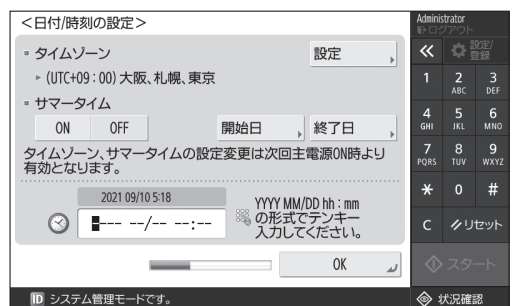 <日付/時刻の設定>
タイムゾーン
設定
(UTC+09:00) 大阪、札幌、東京
サマータイム
ON
OFF
開始日
終了日
タイムゾーン、サマータイムの設定変更は次回主電源ON時より
有効となります。
2021 09/10 5:18
---- --/-- --:--
YYYY MM/DD hh:mm
の形式でテンキー
入力してください。
OK
ID システム管理モードです。
Administrator
ログアウト
設定/
登録
1
2
ABC
3
DEF
4
GHI
5
JKL
6
MNO
7
PQRS
8
TUV
9
WXYZ
*
0
#
C
リセット
スタート
状況確認